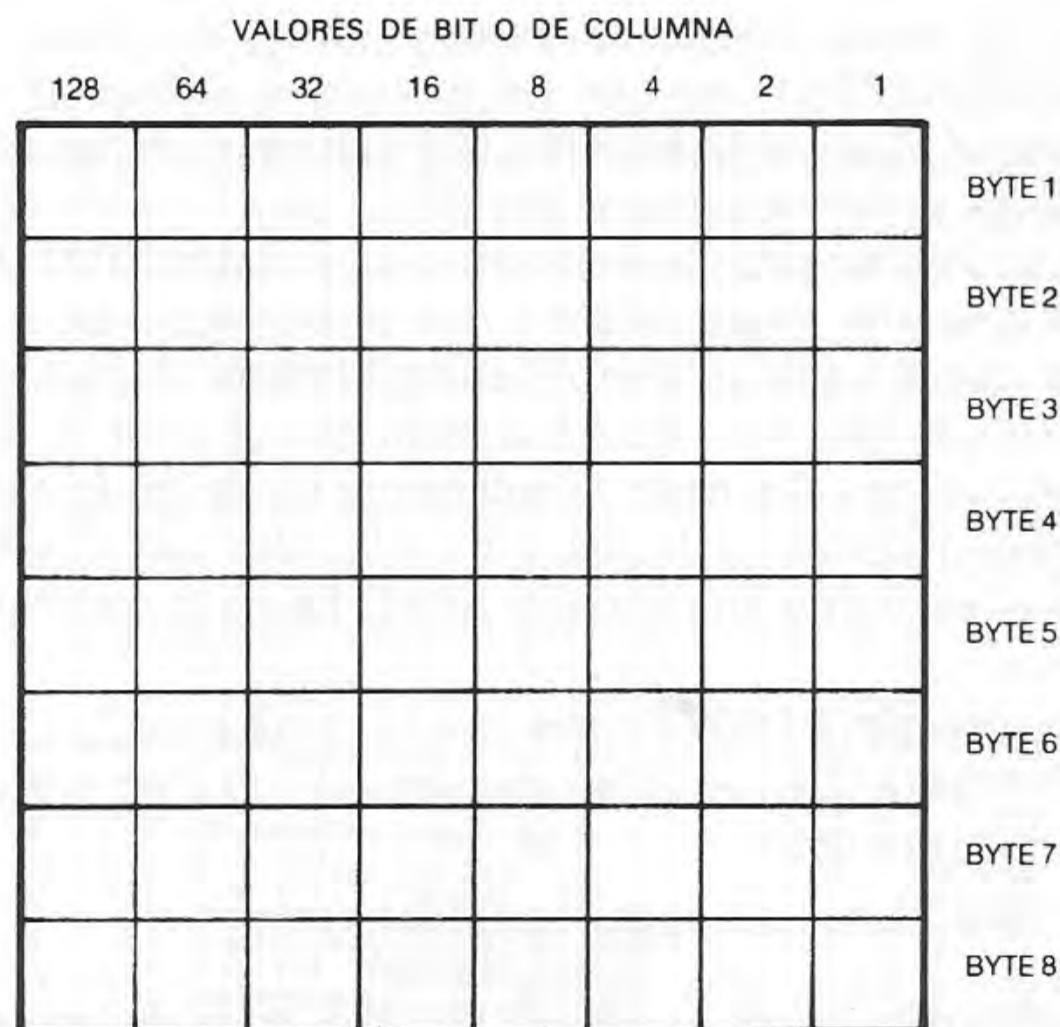 VALORES DE BIT O DE COLUMNA
128 64 32 16 8 4 2 1
BYTE 1
BYTE 2
BYTE 3
BYTE 4
BYTE 5
BYTE 6
BYTE 7
BYTE 8